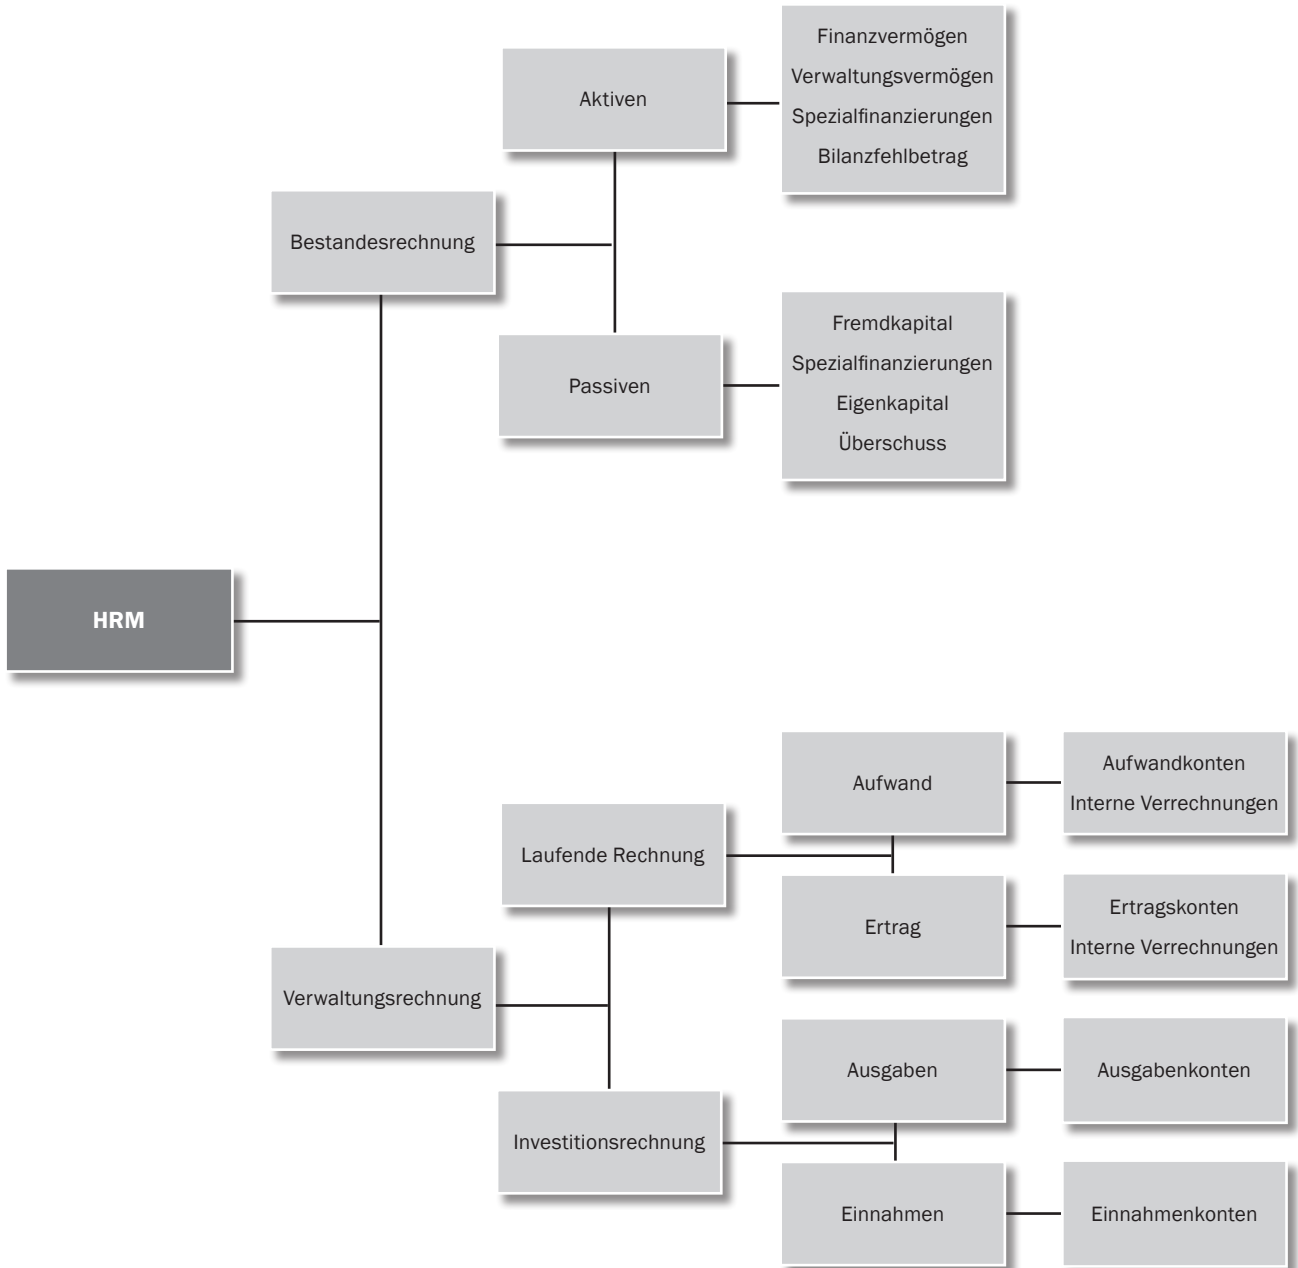 Finanzvermögen
Verwaltungsvermögen
Spezialfinanzierungen
Bilanzfehlbetrag
Aktiven
Bestandesrechnung
Fremdkapital
Spezialfinanzierungen
Eigenkapital
Überschuss
Passiven
HRM
Aufwand
Aufwandkonten
Interne Verrechnungen
Laufende Rechnung
Ertrag
Ertragskonten
Interne Verrechnungen
Verwaltungsrechnung
Ausgaben
Ausgabenkonten
Investitionsrechnung
Einnahmen
Einnahmenkonten